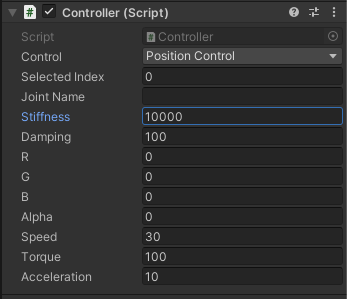 Controller (Script)
Script Controller
Control Position Control
Selected Index 0
Joint Name
Stiffness 10000
Damping 100
R 0
G 0
B 0
Alpha 0
Speed 30
Torque 100
Acceleration 10